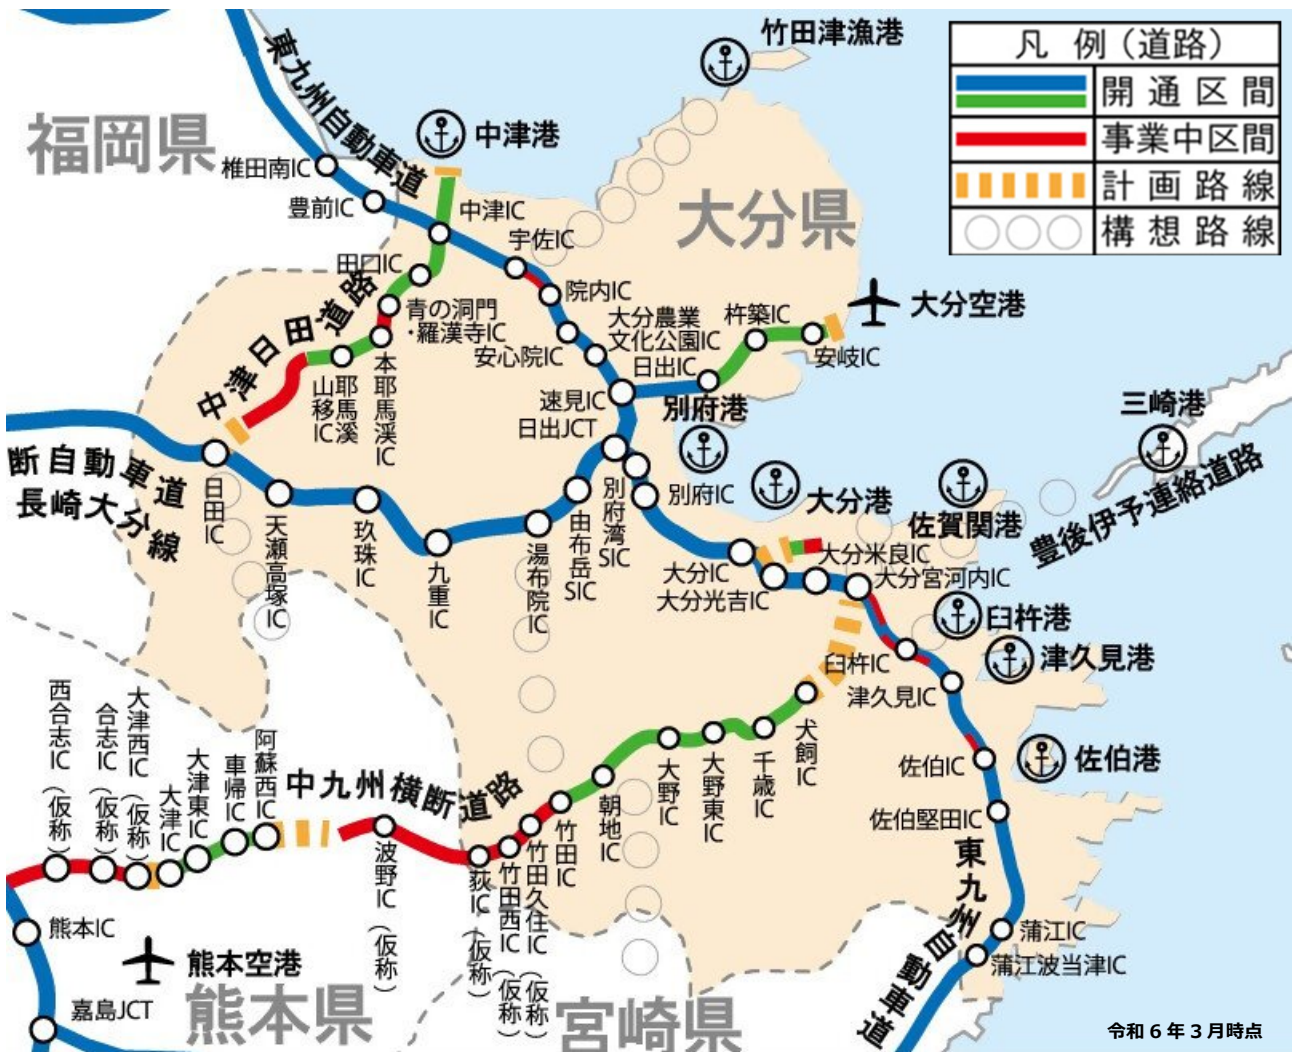 凡例（道路）
開通区間
事業中区間
計画路線
構想路線
竹田津漁港
東九州自動車道
福岡県
中津港
椎田南IC
豊前IC
中津IC
大分県
宇佐IC
田口IC
中津日田道路
青の洞門
・羅漢寺IC
院内IC
大分農業
文化公園IC
安心院IC
日出IC
杵築IC
大分空港
安岐IC
本耶馬溪IC
耶馬溪
山移IC
速見IC
日出JCT
別府港
三崎港
断自動車道
長崎大分線
日田IC
天瀬高塚IC
玖珠IC
九重IC
湯布院IC
由布岳SIC
別府湾SIC
別府IC
大分港
佐賀関港
豊後伊予連絡道路
大分IC
大分光吉IC
大分米良IC
大分宮河内IC
臼杵港
臼杵IC
津久見港
津久見IC
西合志IC（仮称）
合志IC（仮称）
大津西IC（仮称）
大津IC
大津東IC
車帰IC
阿蘇西IC
中九州横断道路
波野IC（仮称）
荻IC（仮称）
竹田西IC（仮称）
竹田久住IC（仮称）
竹田IC
朝地IC
大野IC
大野東IC
千歳IC
犬飼IC
佐伯IC
佐伯港
佐伯堅田IC
東九州自動車道
蒲江IC
蒲江波当津IC
熊本IC
熊本空港
嘉島JCT
熊本県
宮崎県
令和6年3月時点